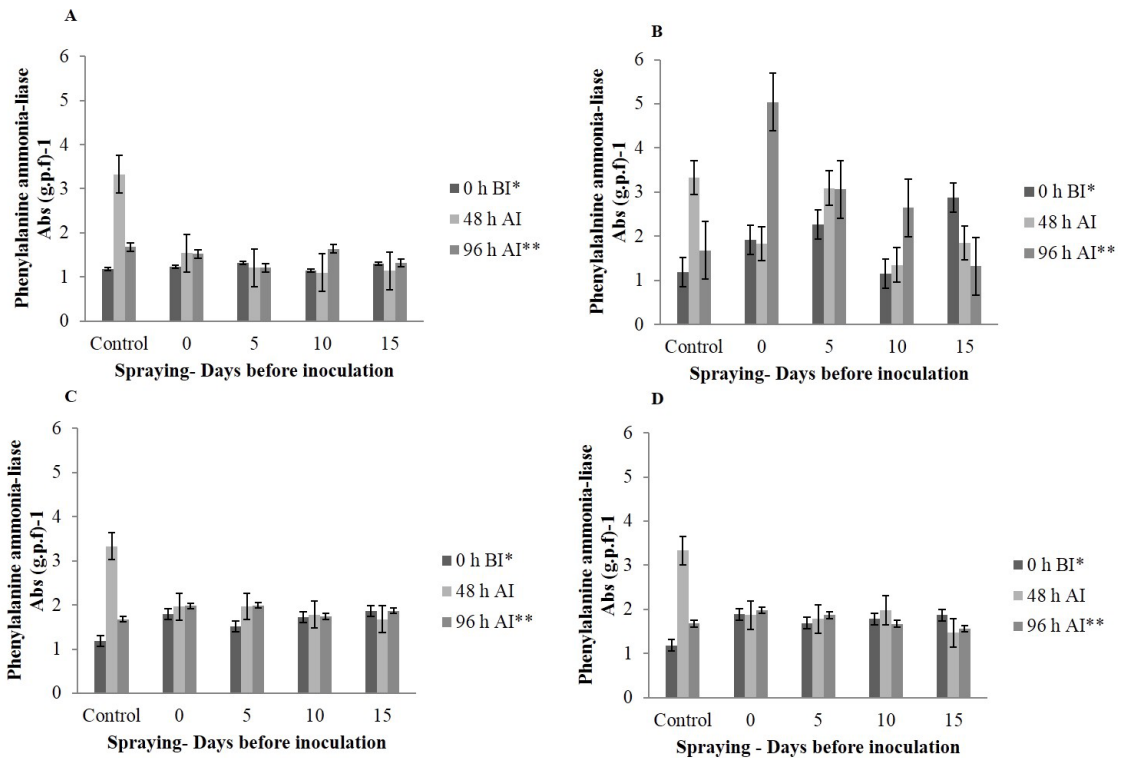 A
6
5
4
3
2
1
0
Phenylalanine ammonia-liase
Abs (g.p.f)-1
Control 0 5 10 15
Spraying- Days before inoculation
0 h BI*
48 h AI
96 h AI**
B
6
5
4
3
2
1
0
Phenylalalnine ammonia-liase
Abs (g.p.f)-1
Control 0 5 10 15
Spraying- Days before inoculation
0 h BI*
48 h AI
96 h AI**
C
6
5
4
3
2
1
0
Phenylalanine ammonia-liase
Abs (g.p.f)-1
Control 0 5 10 15
Spraying- Days before inoculation
0 h BI*
48 h AI
96 h AI**
D
6
5
4
3
2
1
0
Phenylalanine ammonia-liase
Abs (g.p.f)-1
Control 0 5 10 15
Spraying - Days before inoculation
0 h BI*
48 h AI
96 h AI**